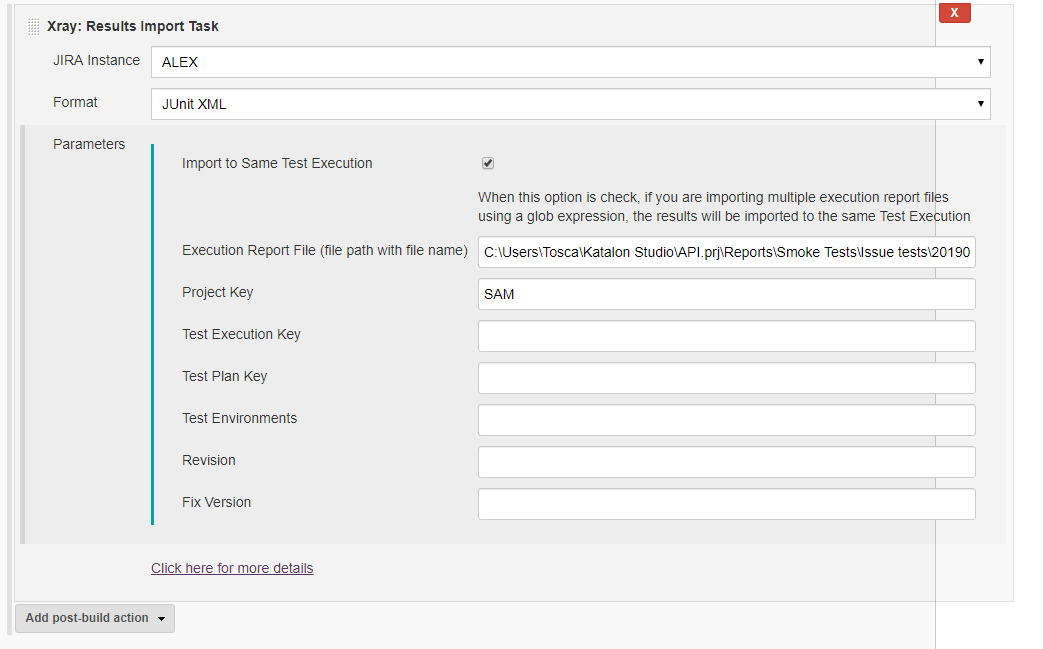 X
Xray: Results Import Task
JIRA Instance
ALEX
Format
JUnit XML
Parameters
Import to Same Test Execution
When this option is check, if you are importing multiple execution report files
using a glob expression, the results will be imported to the same Test Execution
Execution Report File (file path with file name)
C:\Users\Tosca\Katalon Studio\API.prj\Reports\Smoke Tests\Issue tests\20190
Project Key
SAM
Test Execution Key
Test Plan Key
Test Environments
Revision
Fix Version
Click here for more details
Add post-build action